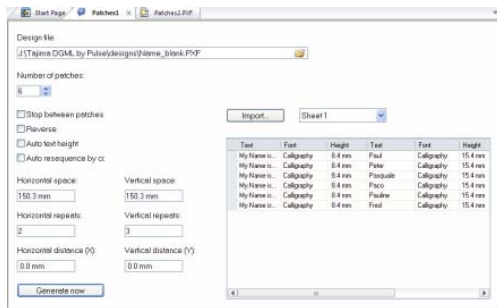 Start Page Patches1 × Patches2.PXF
Design file:
J:\Tajima DGML by Pulse\designs\Name_blank.PXF
Number of patches:
6
Stop between patches
Reverse
Auto text height
Auto resequence by cc
Import... Sheet1
Horizontal space: Vertical space:
150.3 mm 150.3 mm
Horizontal repeats: Vertical repeats:
2 3
Horizontal distance (X): Vertical distance (Y):
0.0 mm 0.0 mm
Generate now
Text Font Height Text Font Height
My Name is... Calligraphy 8.4 mm Paul Calligraphy 15.4 mm
My Name is... Calligraphy 8.4 mm Peter Calligraphy 15.4 mm
My Name is... Calligraphy 8.4 mm Pasquale Calligraphy 15.4 mm
My Name is... Calligraphy 8.4 mm Paco Calligraphy 15.4 mm
My Name is... Calligraphy 8.4 mm Pauline Calligraphy 15.4 mm
My Name is... Calligraphy 8.4 mm Fred Calligraphy 15.4 mm